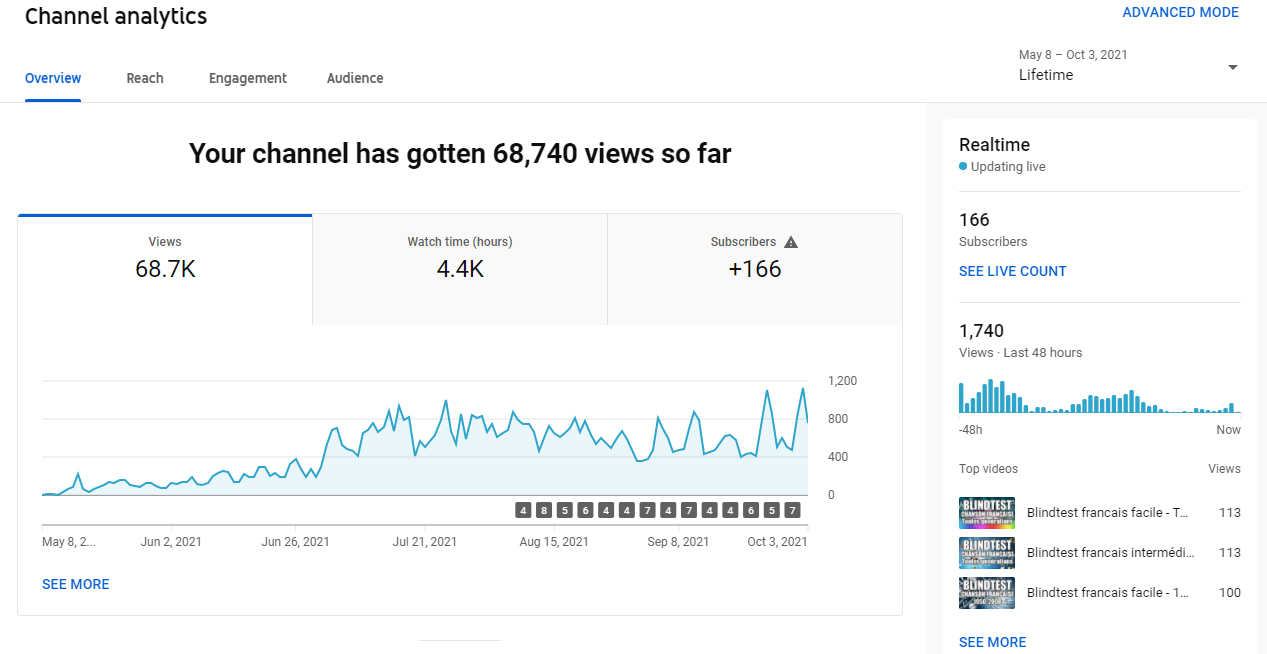 Channel analytics
ADVANCED MODE
Overview
Reach
Engagement
Audience
May 8 – Oct 3, 2021
Lifetime
Your channel has gotten 68,740 views so far
Views
68.7K
Watch time (hours)
4.4K
Subscribers
+166
1,200
800
400
0
4 8 5 6 4 4 7 4 7 4 4 6 5 7
May 8, 2...
Jun 2, 2021
Jun 26, 2021
Jul 21, 2021
Aug 15, 2021
Sep 8, 2021
Oct 3, 2021
SEE MORE
Realtime
Updating live
166
Subscribers
SEE LIVE COUNT
1,740
Views · Last 48 hours
-48h
Now
Top videos
Views
BLINDTEST
CHANSON FRANCAISE
Toutes générations
Blindtest francais facile - T...
113
BLINDTEST
CHANSON FRANCAISE
Toutes générations
Blindtest francais intermédi...
113
BLINDTEST
CHANSON FRANCAISE
Blindtest francais facile - 1...
100
SEE MORE